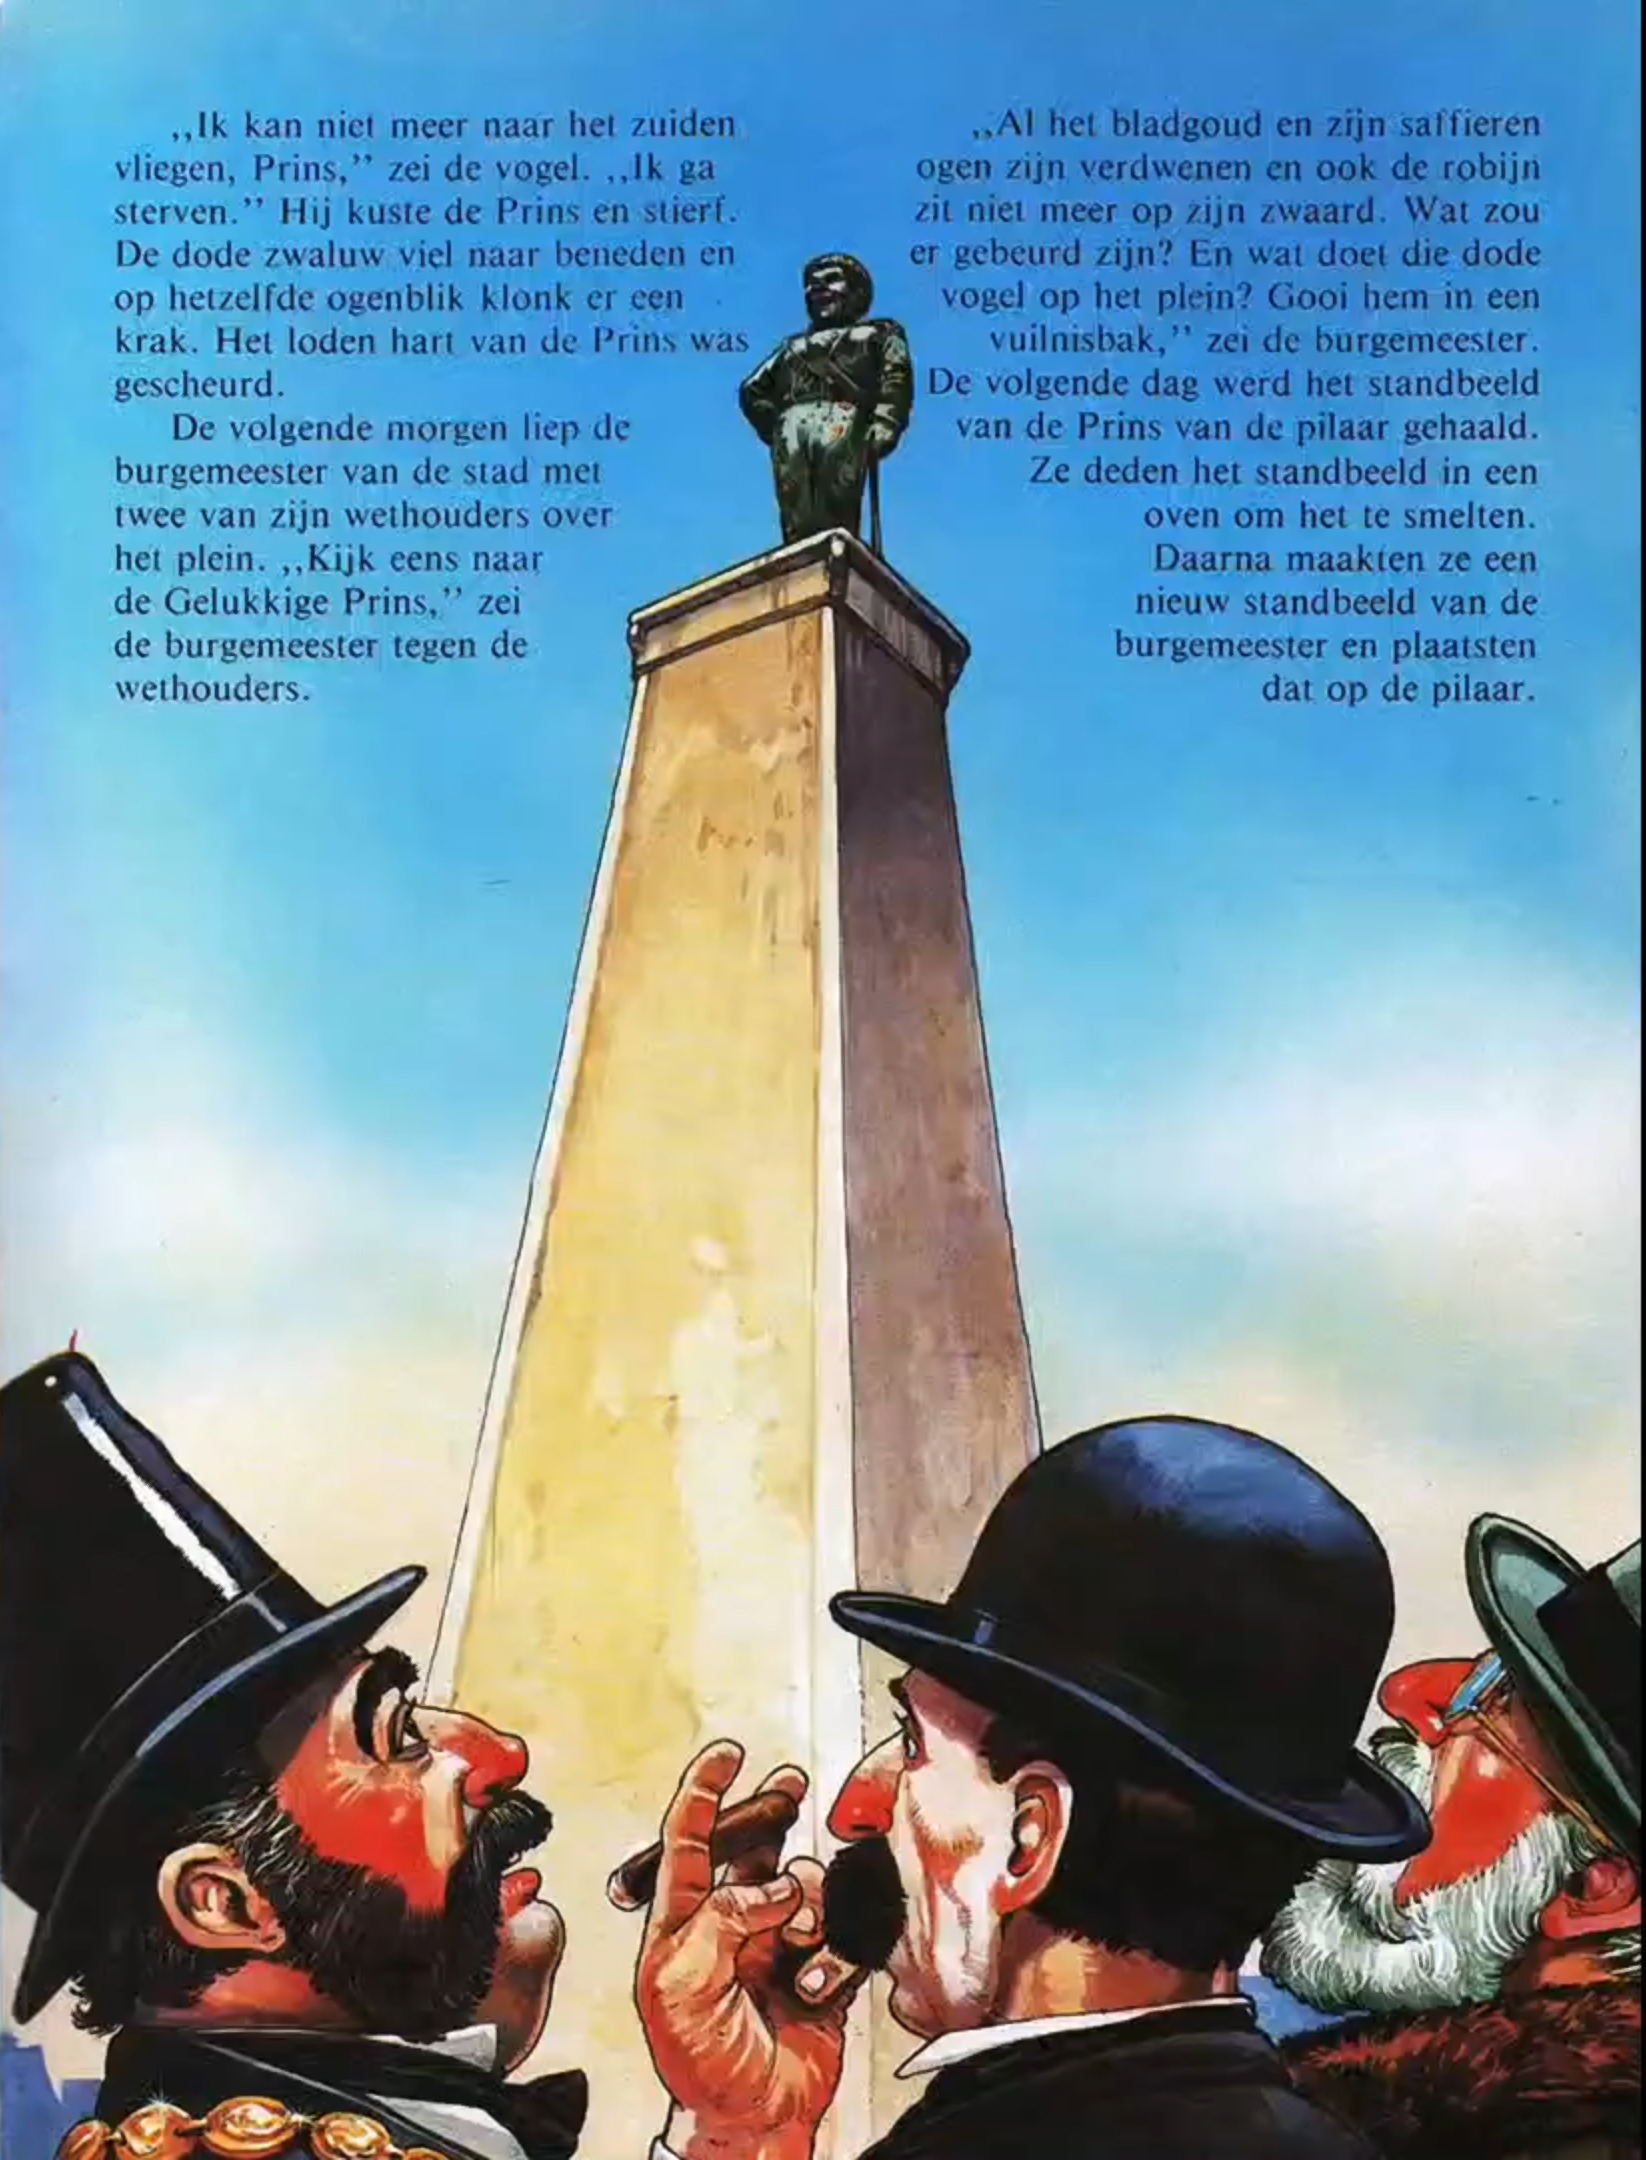 ,,Ik kan niet meer naar het zuiden
vliegen, Prins,’’ zei de vogel. ,,Ik ga
sterven.’’ Hij kuste de Prins en stierf.
De dode zwaluw viel naar beneden en
op hetzelfde ogenblik klonk er een
krak. Het loden hart van de Prins was
gescheurd.
De volgende morgen liep de
burgemeester van de stad met
twee van zijn wethouders over
het plein. ,,Kijk eens naar
de Gelukkige Prins,’’ zei
de burgemeester tegen de
wethouders.
,,Al het bladgoud en zijn saffieren
ogen zijn verdwenen en ook de robijn
zit niet meer op zijn zwaard. Wat zou
er gebeurd zijn? En wat doet die dode
vogel op het plein? Gooi hem in een
vuilnisbak,’’ zei de burgemeester.
De volgende dag werd het standbeeld
van de Prins van de pilaar gehaald.
Ze deden het standbeeld in een
oven om het te smelten.
Daarna maakten ze een
nieuw standbeeld van de
burgemeester en plaatsten
dat op de pilaar.